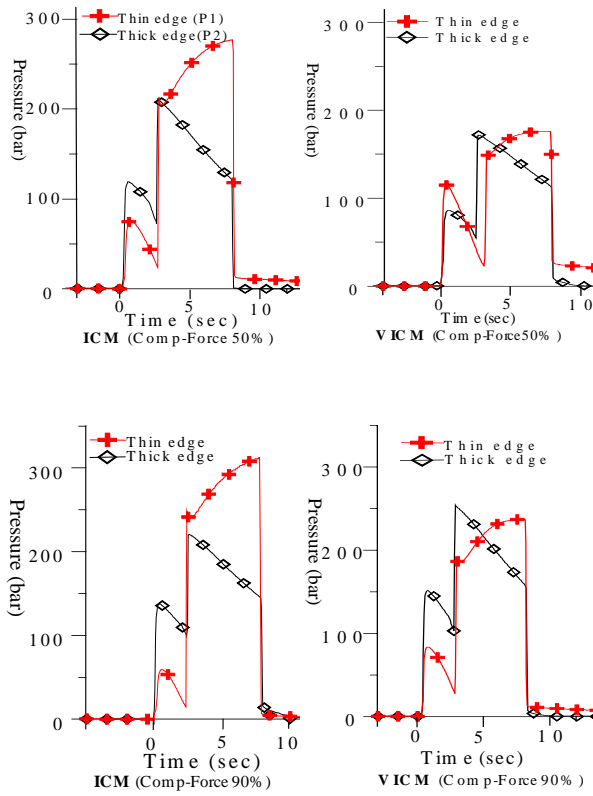 Thin edge (P1)
Thick edge(P2)
300
200
100
0
Pressure (bar)
0 5 10
Time (sec)
ICM (Comp-Force 50%)
Thin edge
Thick edge
300
200
100
0
Pressure (bar)
0 5 10
Time (sec)
VICM (Comp-Force50%)
Thin edge
Thick edge
300
200
100
0
Pressure (bar)
0 5 10
Time (sec)
ICM (Comp-Force 90%)
Thin edge
Thick edge
300
200
100
0
Pressure (bar)
0 5 10
Time (sec)
VICM (Comp-Force 90%)